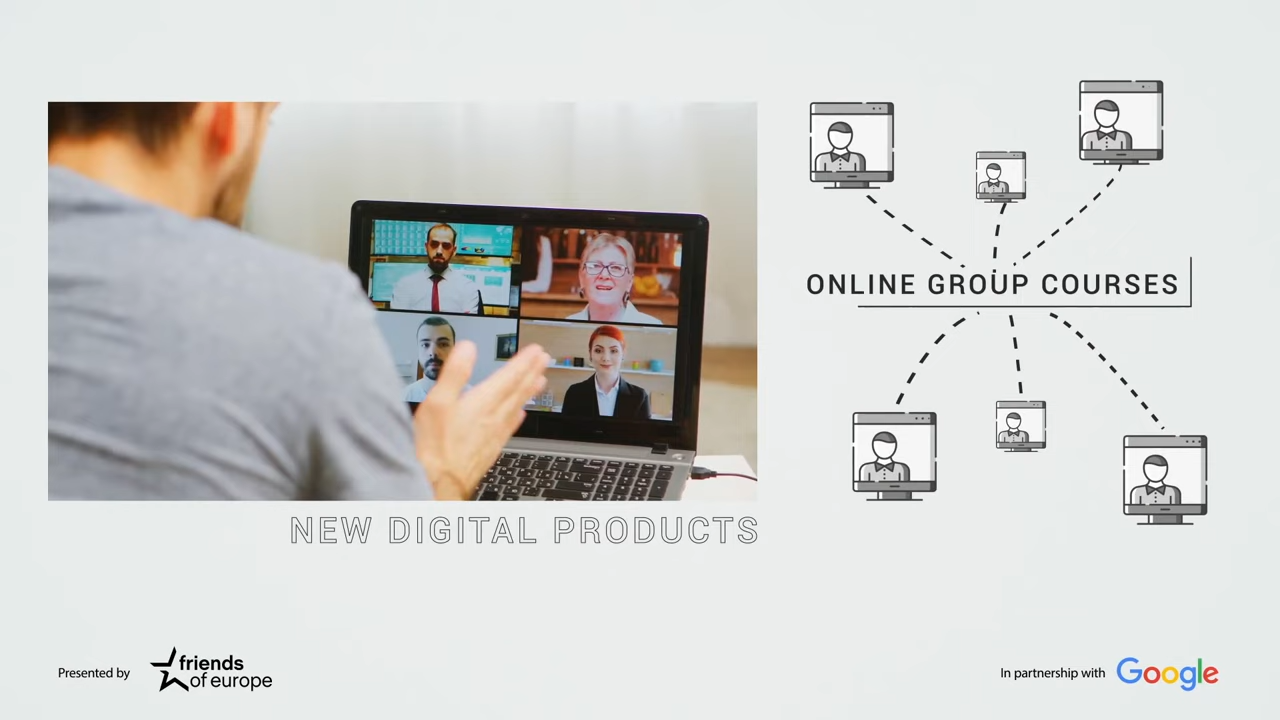 ONLINE GROUP COURSES
NEW DIGITAL PRODUCTS
Presented by
friends
of europe
In partnership with
Google